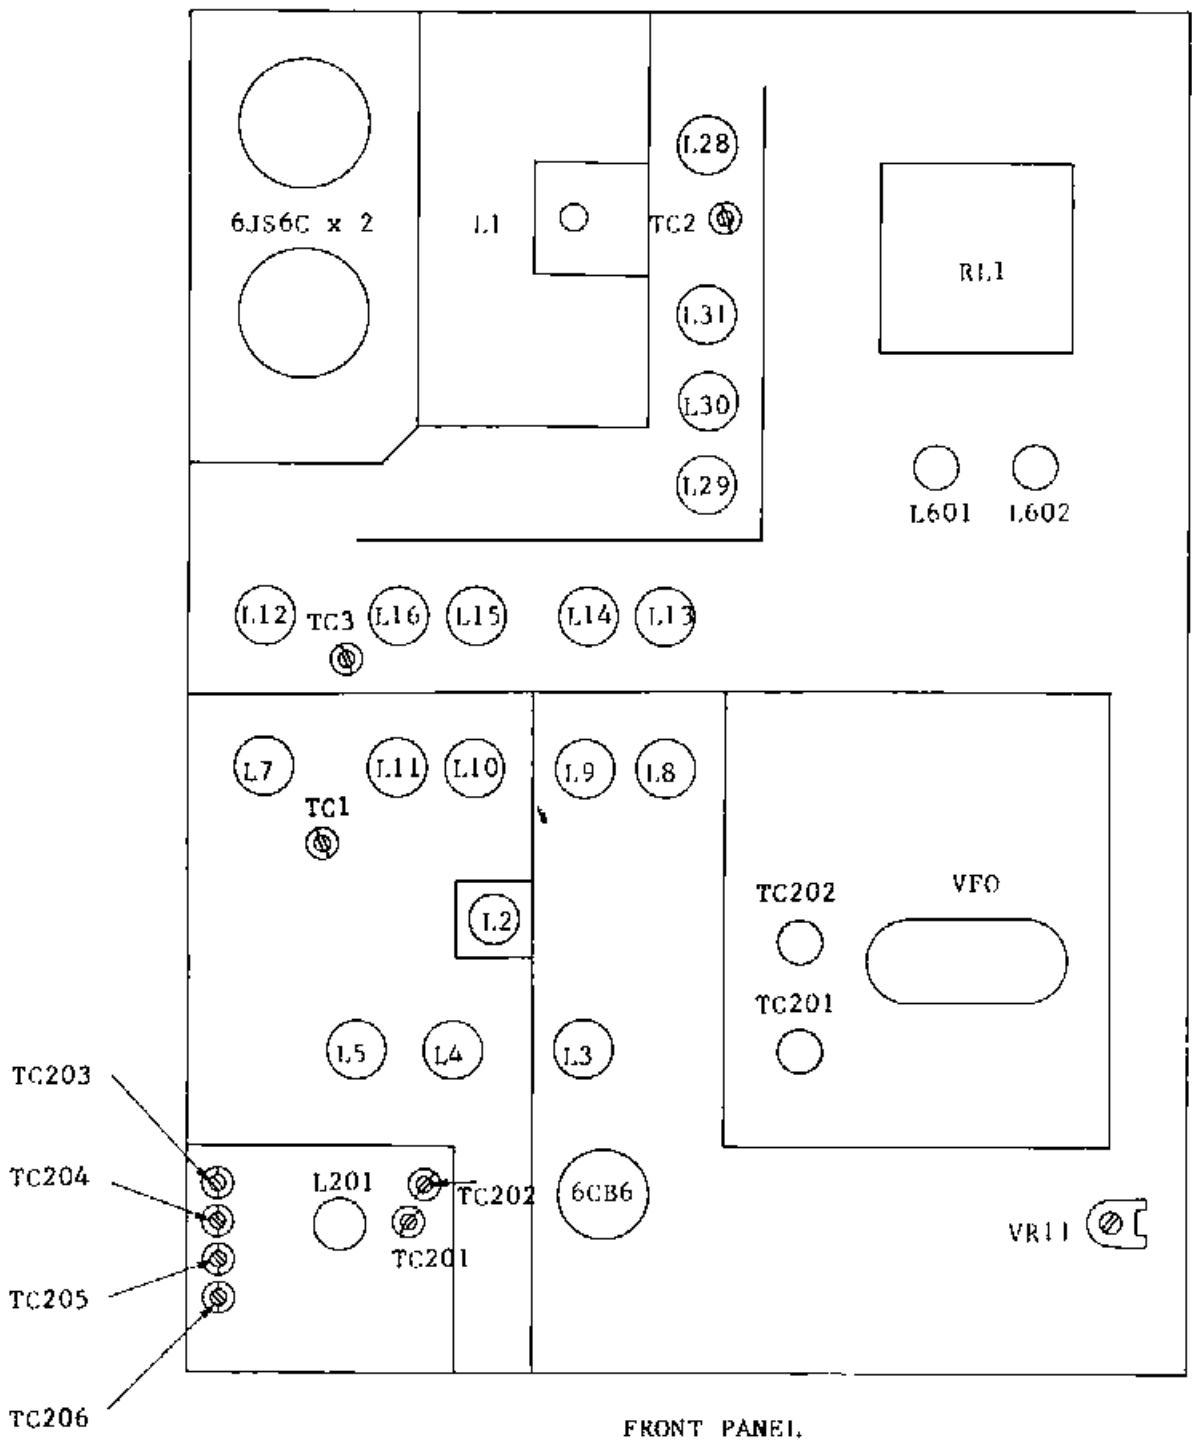 L28
6JS6C x 2
L1
TC2
RL1
L31
L30
L29
L601
L602
L12
TC3
L16
L15
L14
L13
L7
L11
L10
L9
L8
TC1
L2
TC202
VFO
TC201
L5
L4
L3
TC203
TC204
L201
TC202
6CB6
TC201
VR11
TC205
TC206
FRONT PANEL